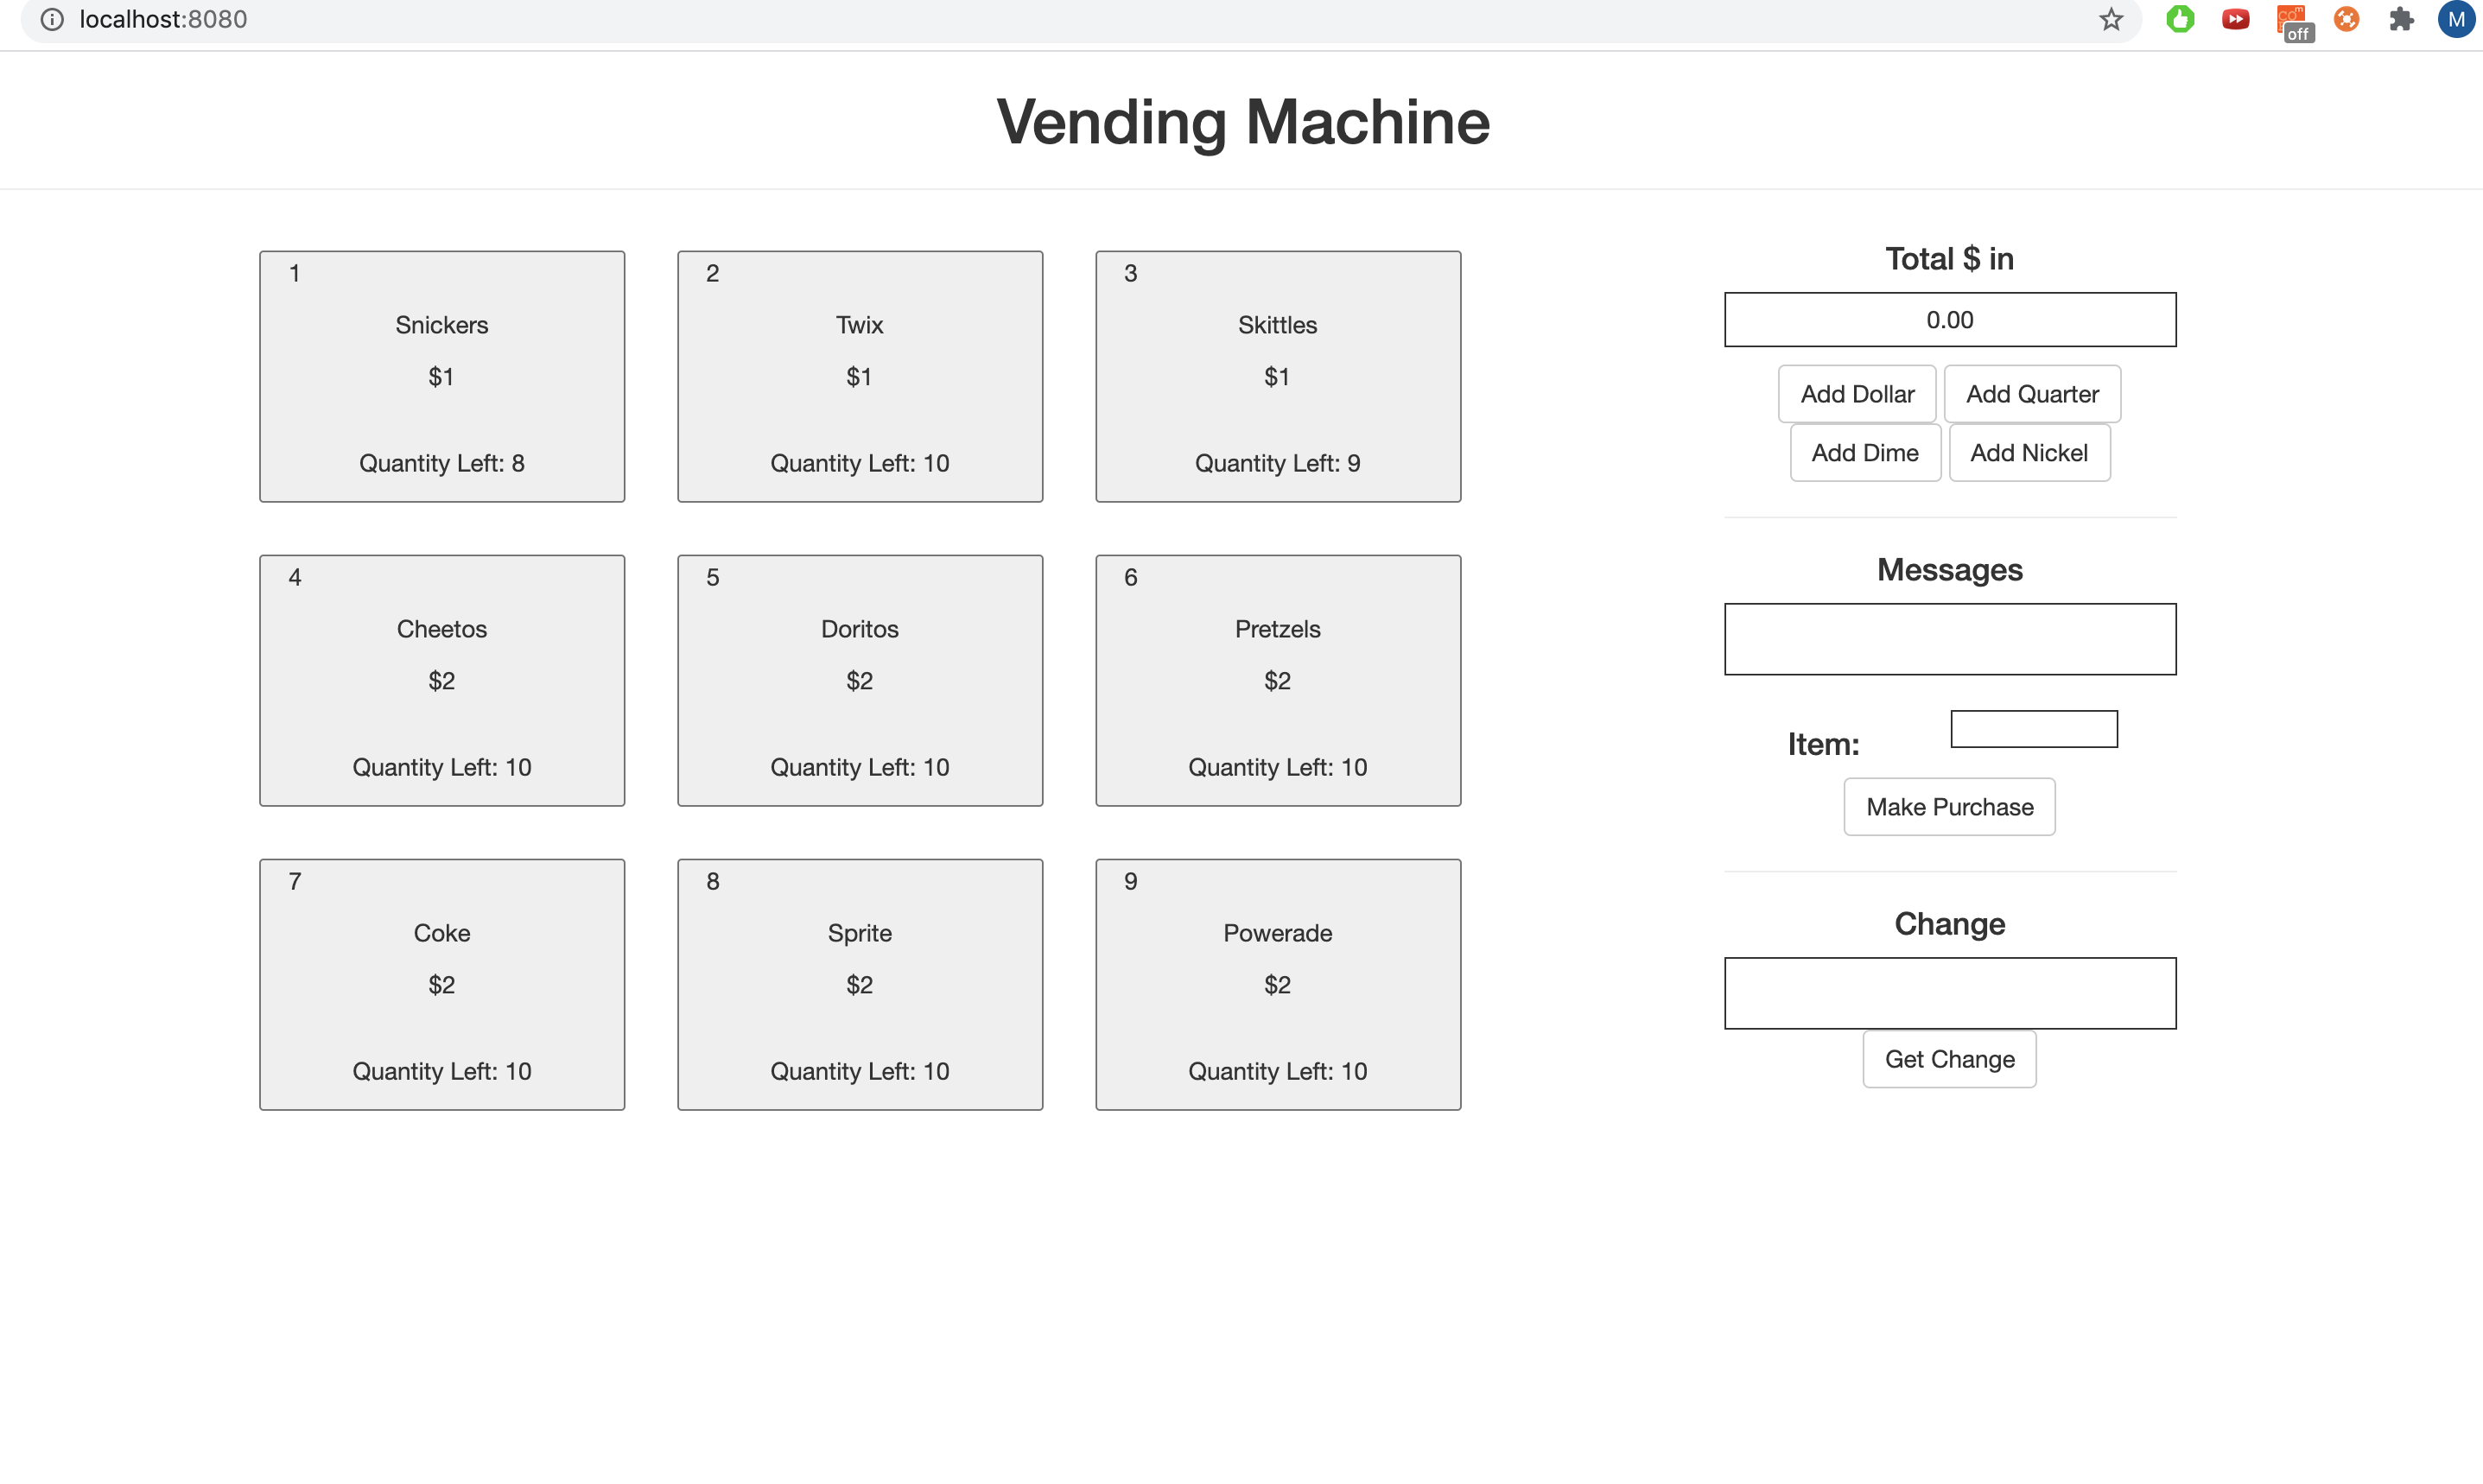 localhost:8080
off
M
Vending Machine
1
Snickers
$1
Quantity Left: 8
2
Twix
$1
Quantity Left: 10
3
Skittles
$1
Quantity Left: 9
4
Cheetos
$2
Quantity Left: 10
5
Doritos
$2
Quantity Left: 10
6
Pretzels
$2
Quantity Left: 10
7
Coke
$2
Quantity Left: 10
8
Sprite
$2
Quantity Left: 10
9
Powerade
$2
Quantity Left: 10
Total $ in
0.00
Add Dollar Add Quarter
Add Dime Add Nickel
Messages
Item:
Make Purchase
Change
Get Change